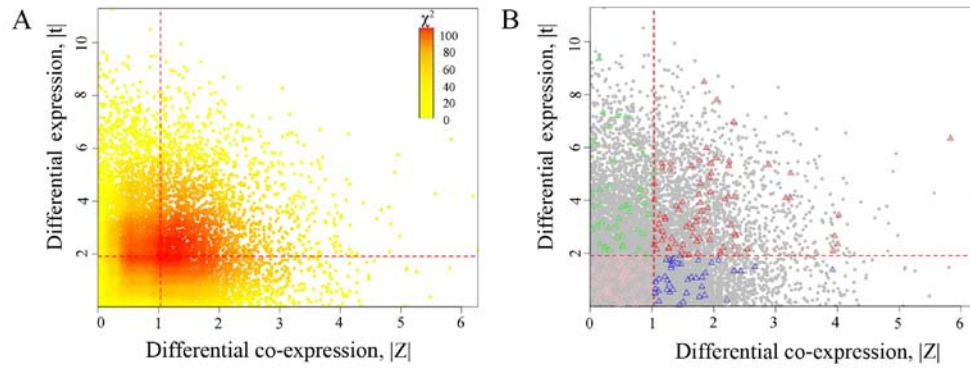 A
B
χ²
100
80
60
40
20
0
Differential expression, |t|
10
8
6
4
2
0 1 2 3 4 5 6
Differential co-expression, |Z|
Differential expression, |t|
10
8
6
4
2
0 1 2 3 4 5 6
Differential co-expression, |Z|